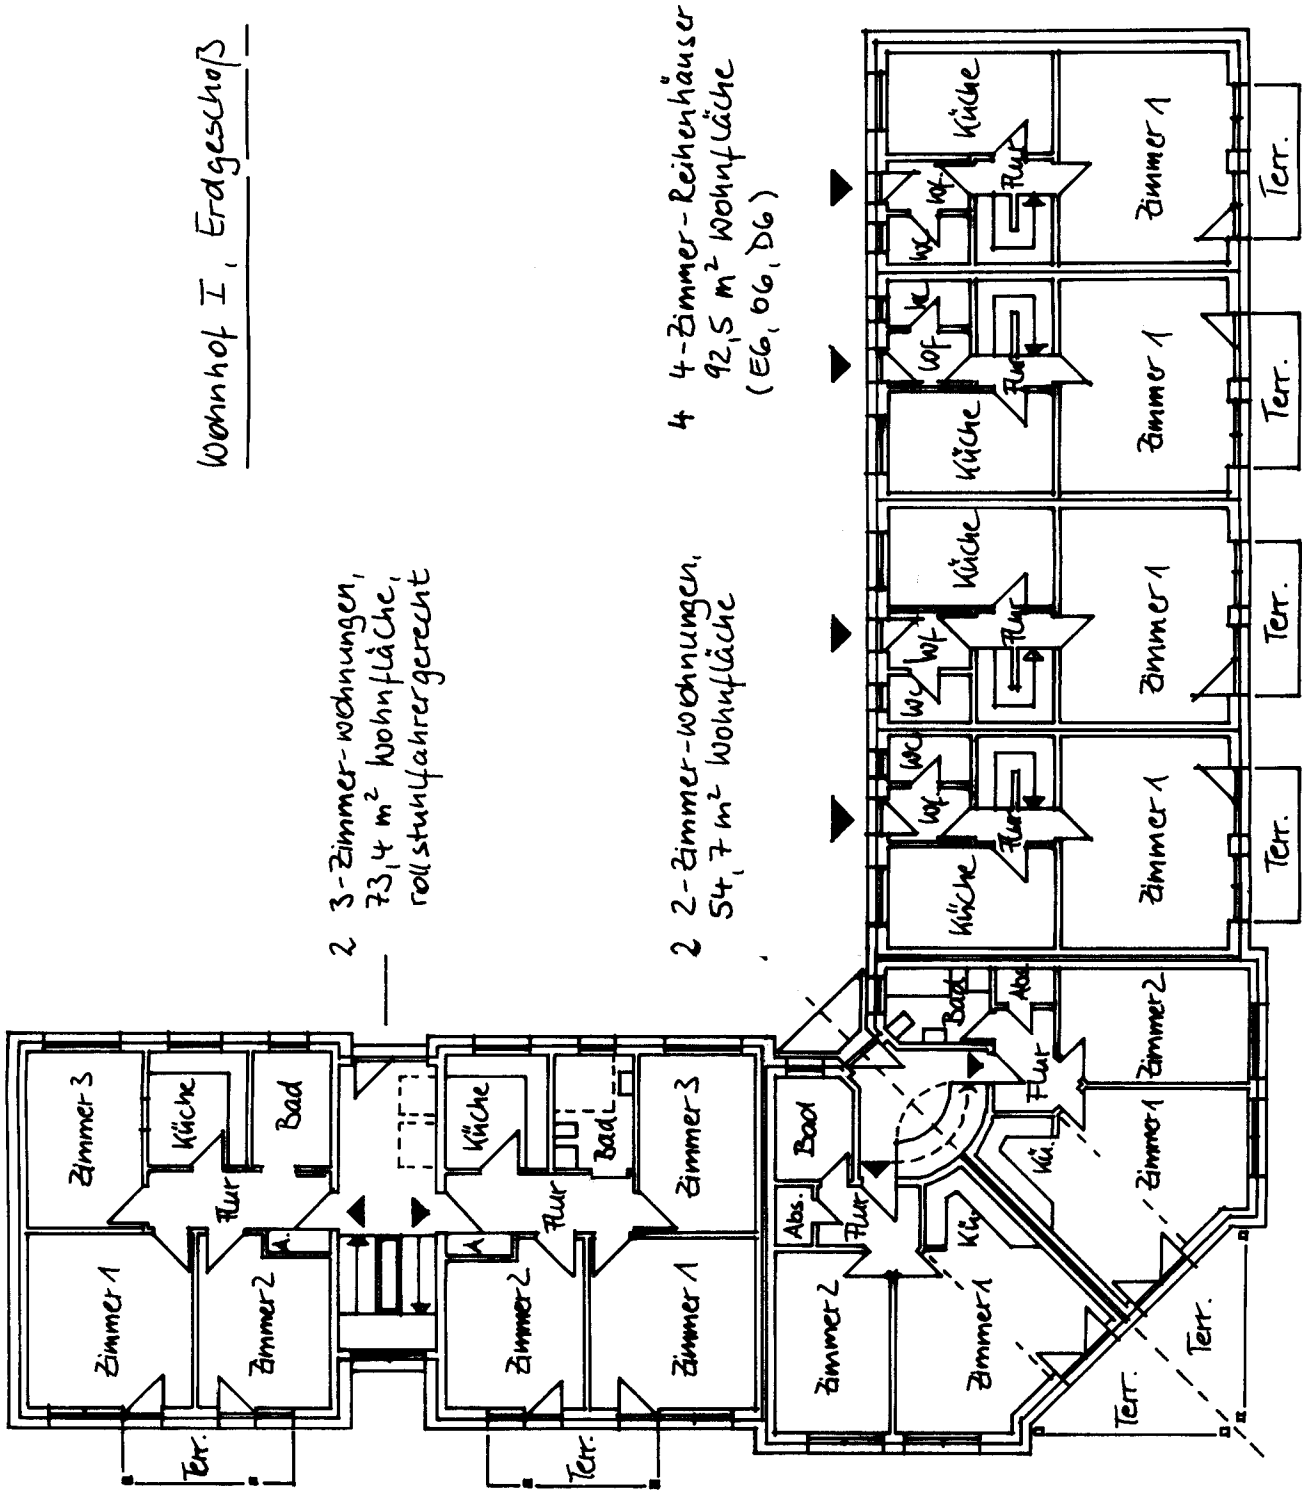 Wohnhof I, Erdgeschoß
2 3-Zimmer-Wohnungen,
73,4 m² Wohnfläche,
rollstuhlfahrergerecht
2 2-Zimmer-Wohnungen,
54,7 m² Wohnfläche
4 4-Zimmer-Reihenhäuser
92,5 m² Wohnfläche
(EG, OG, DG)
Zimmer 3
Küche
Bad
Flur
A.
Zimmer 1
Zimmer 2
Terr.
Küche
Bad
Zimmer 3
Flur
A
Zimmer 2
Zimmer 1
Terr.
Bad
Abs.
Flur
Kü.
Zimmer 2
Zimmer 1
Terr.
Bad
Abs.
Flur
Kü.
Zimmer 2
Zimmer 1
Terr.
WC
Wf.
Küche
Flur
Zimmer 1
Terr.
WC
Wf
Küche
Flur
Zimmer 1
Terr.
WC
Wf
Küche
Flur
Zimmer 1
Terr.
WC
Wf.
Küche
Flur
Zimmer 1
Terr.